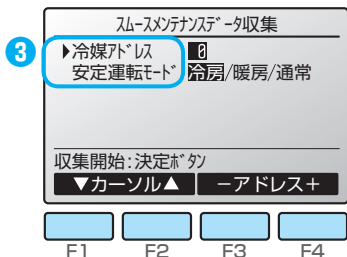 ｽﾑｰｽﾒﾝﾃﾅﾝｽﾃﾞｰﾀ収集
3
▶冷媒ｱﾄﾞﾚｽ 0
安定運転ﾓｰﾄﾞ 冷房/暖房/通常
収集開始:決定ﾎﾞﾀﾝ
▼カーソル▲ －アドレス＋
F1 F2 F3 F4